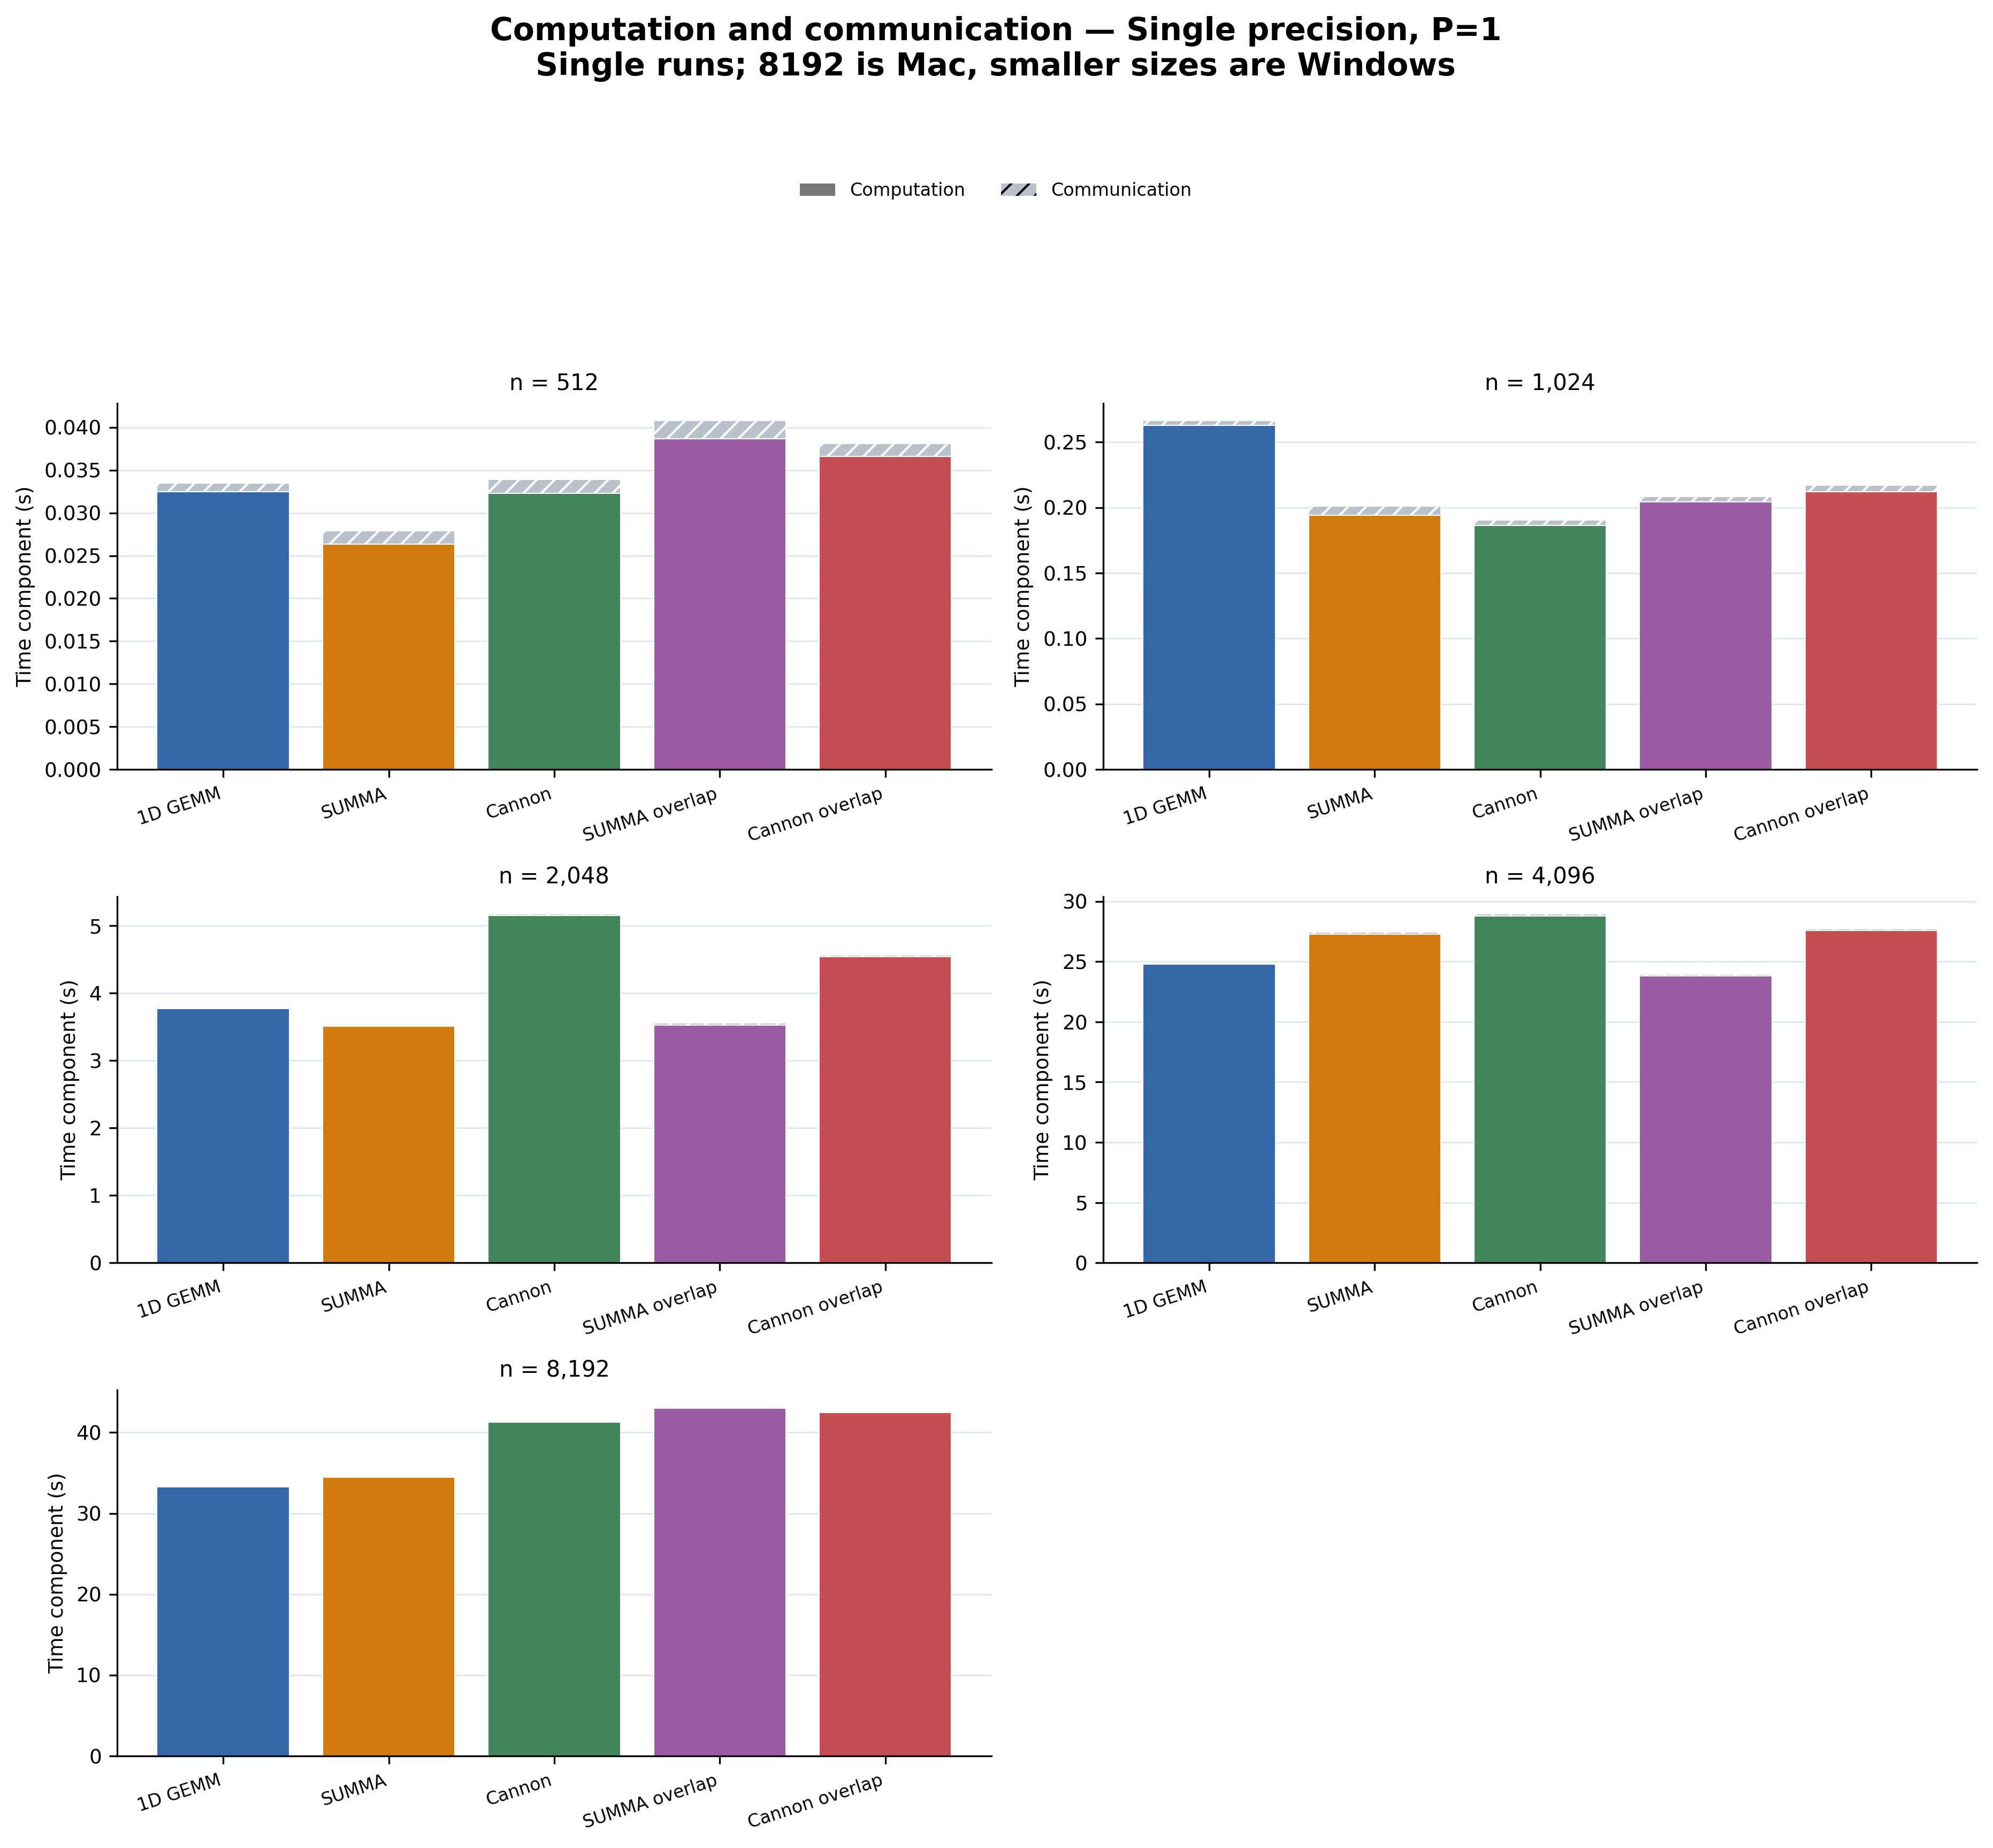 Computation and communication — Single precision, P=1
Single runs; 8192 is Mac, smaller sizes are Windows
Computation
Communication
n = 512
Time component (s)
0.040
0.035
0.030
0.025
0.020
0.015
0.010
0.005
0.000
1D GEMM
SUMMA
Cannon
SUMMA overlap
Cannon overlap
n = 1,024
Time component (s)
0.25
0.20
0.15
0.10
0.05
0.00
1D GEMM
SUMMA
Cannon
SUMMA overlap
Cannon overlap
n = 2,048
Time component (s)
5
4
3
2
1
0
1D GEMM
SUMMA
Cannon
SUMMA overlap
Cannon overlap
n = 4,096
Time component (s)
30
25
20
15
10
5
0
1D GEMM
SUMMA
Cannon
SUMMA overlap
Cannon overlap
n = 8,192
Time component (s)
40
30
20
10
0
1D GEMM
SUMMA
Cannon
SUMMA overlap
Cannon overlap